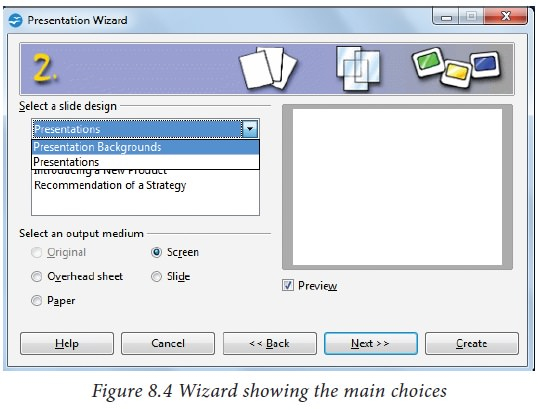 Presentation Wizard
2.
Select a slide design
Presentations
Presentation Backgrounds
Presentations
Introducing a New Product
Recommendation of a Strategy
Select an output medium
Original
Screen
Overhead sheet
Slide
Paper
Preview
Help
Cancel
<< Back
Next >>
Create
Figure 8.4 Wizard showing the main choices